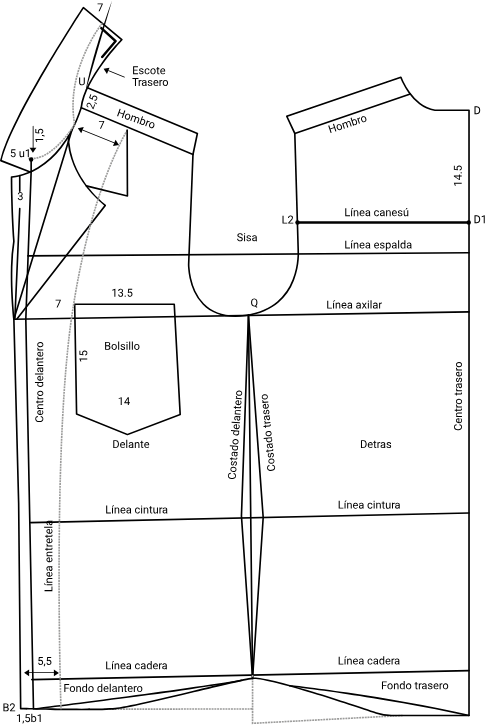 7
Escote
Trasero
U
2,5
Hombro
7
1,5
5 u1
3
Hombro
D
14.5
L2
Línea canesú
D1
Sisa
Línea espalda
7
13.5
Q
Línea axilar
Bolsillo
15
14
Centro delantero
Costado delantero
Costado trasero
Centro trasero
Delante
Detras
Línea cintura
Línea cintura
Línea entretela
5,5
Línea cadera
Línea cadera
Fondo delantero
Fondo trasero
B2
1,5b1